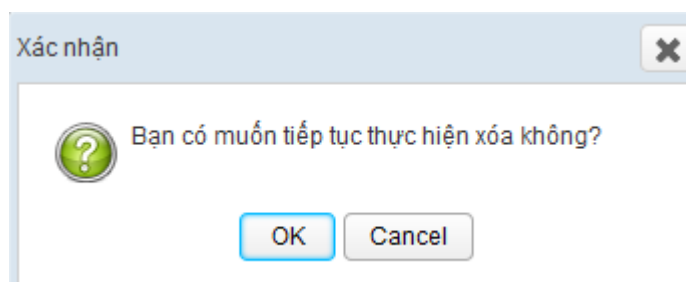 Xác nhận
Bạn có muốn tiếp tục thực hiện xóa không?
OK Cancel